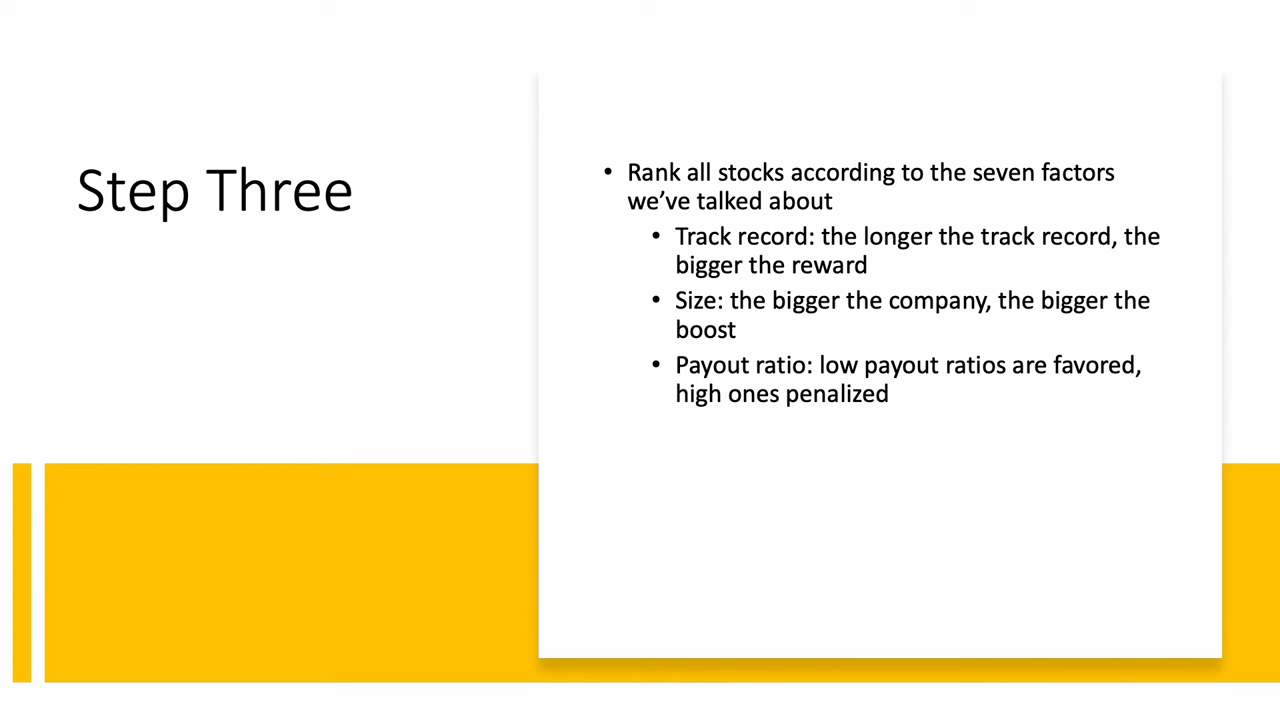 Step Three
• Rank all stocks according to the seven factors
we’ve talked about
• Track record: the longer the track record, the
bigger the reward
• Size: the bigger the company, the bigger the
boost
• Payout ratio: low payout ratios are favored,
high ones penalized